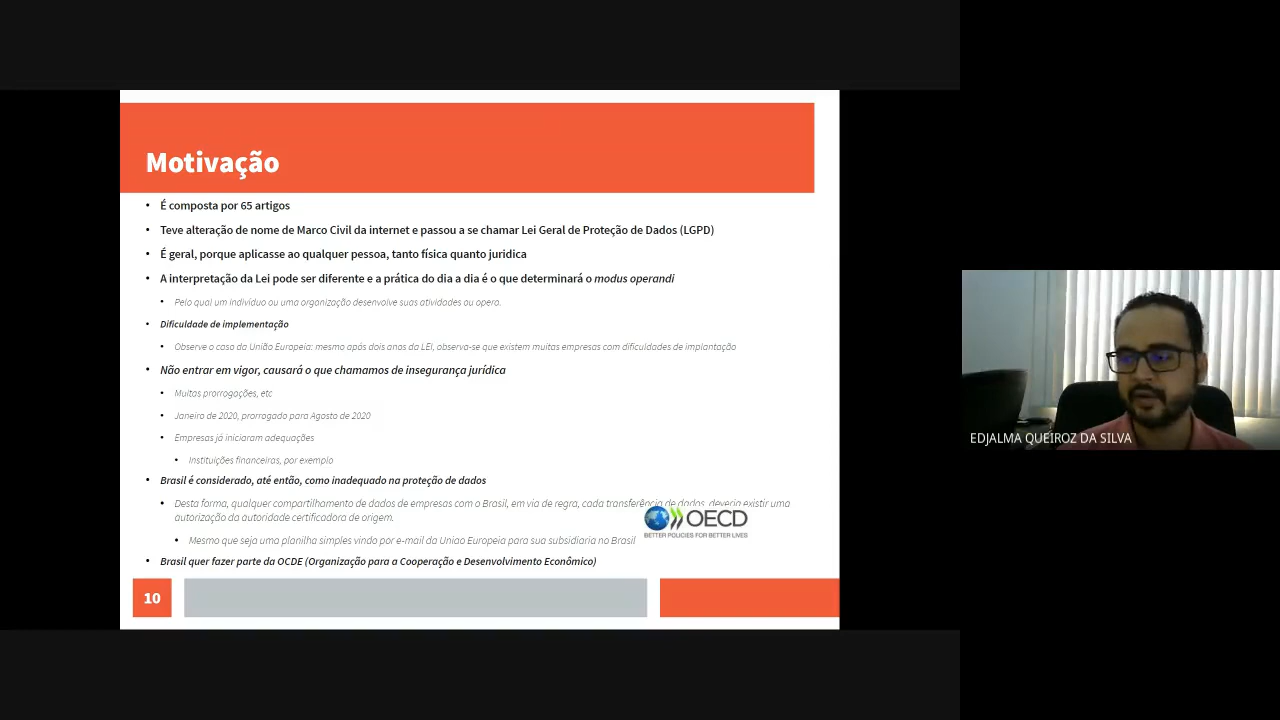 Motivação
• É composta por 65 artigos
• Teve alteração de nome de Marco Civil da internet e passou a se chamar Lei Geral de Proteção de Dados (LGPD)
• É geral, porque aplicasse ao qualquer pessoa, tanto física quanto juridica
• A interpretação da Lei pode ser diferente e a prática do dia a dia é o que determinará o modus operandi
• Pelo qual um indivíduo ou uma organização desenvolve suas atividades ou opera.
• Dificuldade de implementação
• Observe o caso da União Europeia: mesmo após dois anos da LEI, observa-se que existem muitas empresas com dificuldades de implantação
• Não entrar em vigor, causará o que chamamos de insegurança jurídica
• Muitas prorrogações, etc
• Janeiro de 2020, prorrogado para Agosto de 2020
• Empresas já iniciaram adequações
• Instituições financeiras, por exemplo
• Brasil é considerado, até então, como inadequado na proteção de dados
• Desta forma, qualquer compartilhamento de dados de empresas com o Brasil, em via de regra, cada transferência de dados, deveria existir uma
autorização da autoridade certificadora de origem.
OECD
BETTER POLICIES FOR BETTER LIVES
• Mesmo que seja uma planilha simples vindo por e-mail da Uniao Europeia para sua subsidiaria no Brasil
• Brasil quer fazer parte da OCDE (Organização para a Cooperação e Desenvolvimento Econômico)
10
EDJALMA QUEIROZ DA SILVA